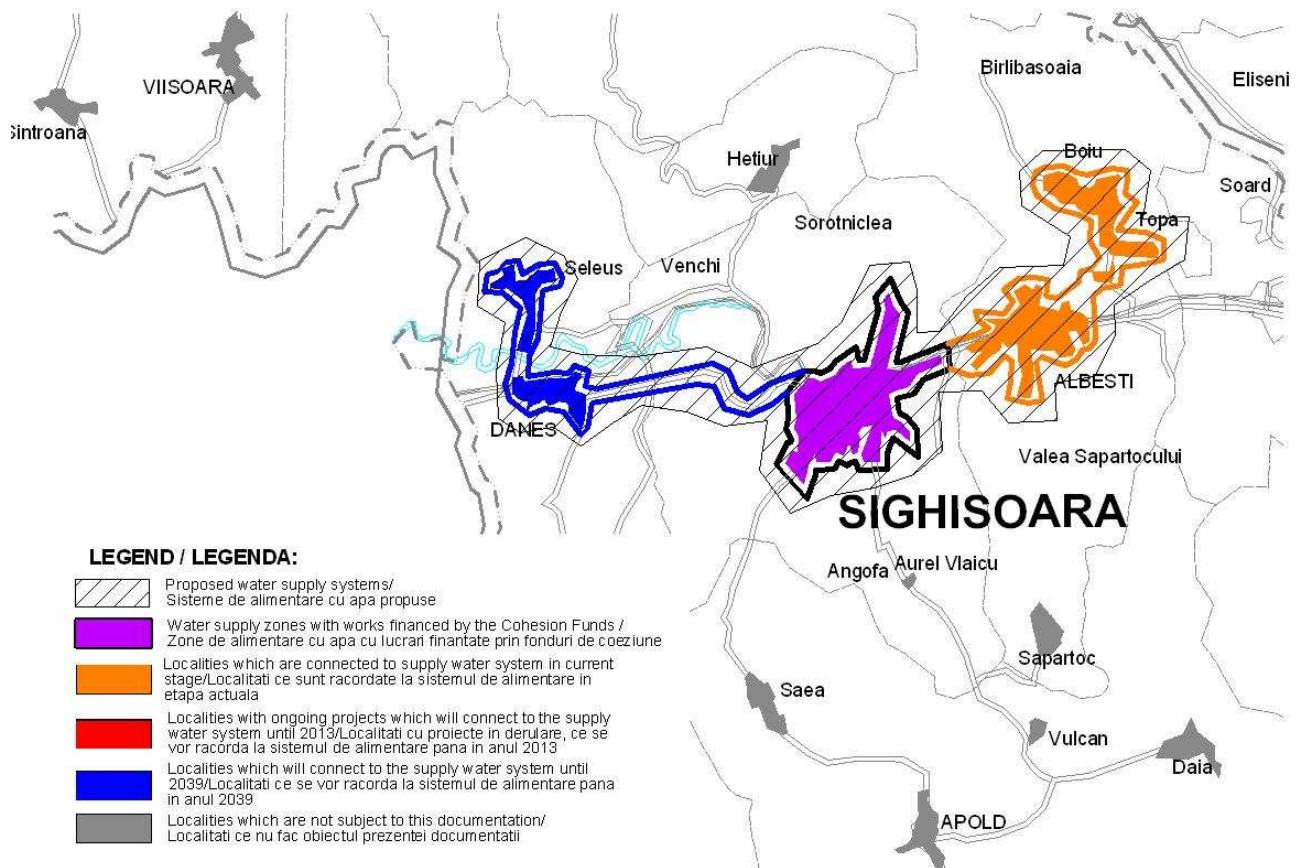 Birlibasoaia
Eliseni
VIISOARA
Sintroana
Hetiur
Boiu
Soard
Sorotniclea
Topa
Seleus
Venchi
ALBESTI
DANES
Valea Sapartocului
SIGHISOARA
LEGEND / LEGENDA:
Proposed water supply systems/
Sisteme de alimentare cu apa propuse
Water supply zones with works financed by the Cohesion Funds /
Zone de alimentare cu apa cu lucrari finantate prin fonduri de coeziune
Localities which are connected to supply water system in current
stage/Localitati ce sunt racordate la sistemul de alimentare in
etapa actuala
Localities with ongoing projects which will connect to the supply
water system until 2013/Localitati cu proiecte in derulare, ce se
vor racorda la sistemul de alimentare pana in anul 2013
Localities which will connect to the supply water system until
2039/Localitati ce se vor racorda la sistemul de alimentare pana
in anul 2039
Localities which are not subject to this documentation/
Localitati ce nu fac obiectul prezentei documentatii
Angofa
Aurel Vlaicu
Sapartoc
Saea
Vulcan
Daia
APOLD